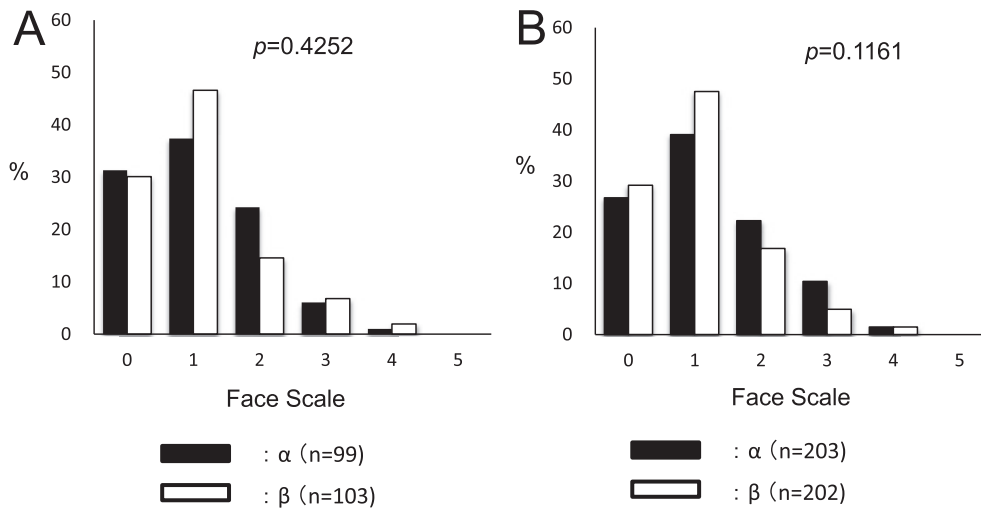 A
p=0.4252
60
50
40
30
20
10
0
%
0 1 2 3 4 5
Face Scale
: α (n=99)
: β (n=103)
B
p=0.1161
60
50
40
30
20
10
0
%
0 1 2 3 4 5
Face Scale
: α (n=203)
: β (n=202)